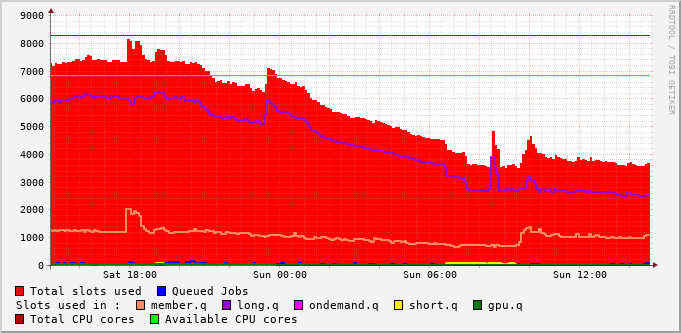 9000
8000
7000
6000
5000
4000
3000
2000
1000
0
Sat 18:00 Sun 00:00 Sun 06:00 Sun 12:00
RRDTOOL / TOBI OETIKER
Total slots used Queued Jobs
Slots used in : member.q long.q ondemand.q short.q gpu.q
Total CPU cores Available CPU cores